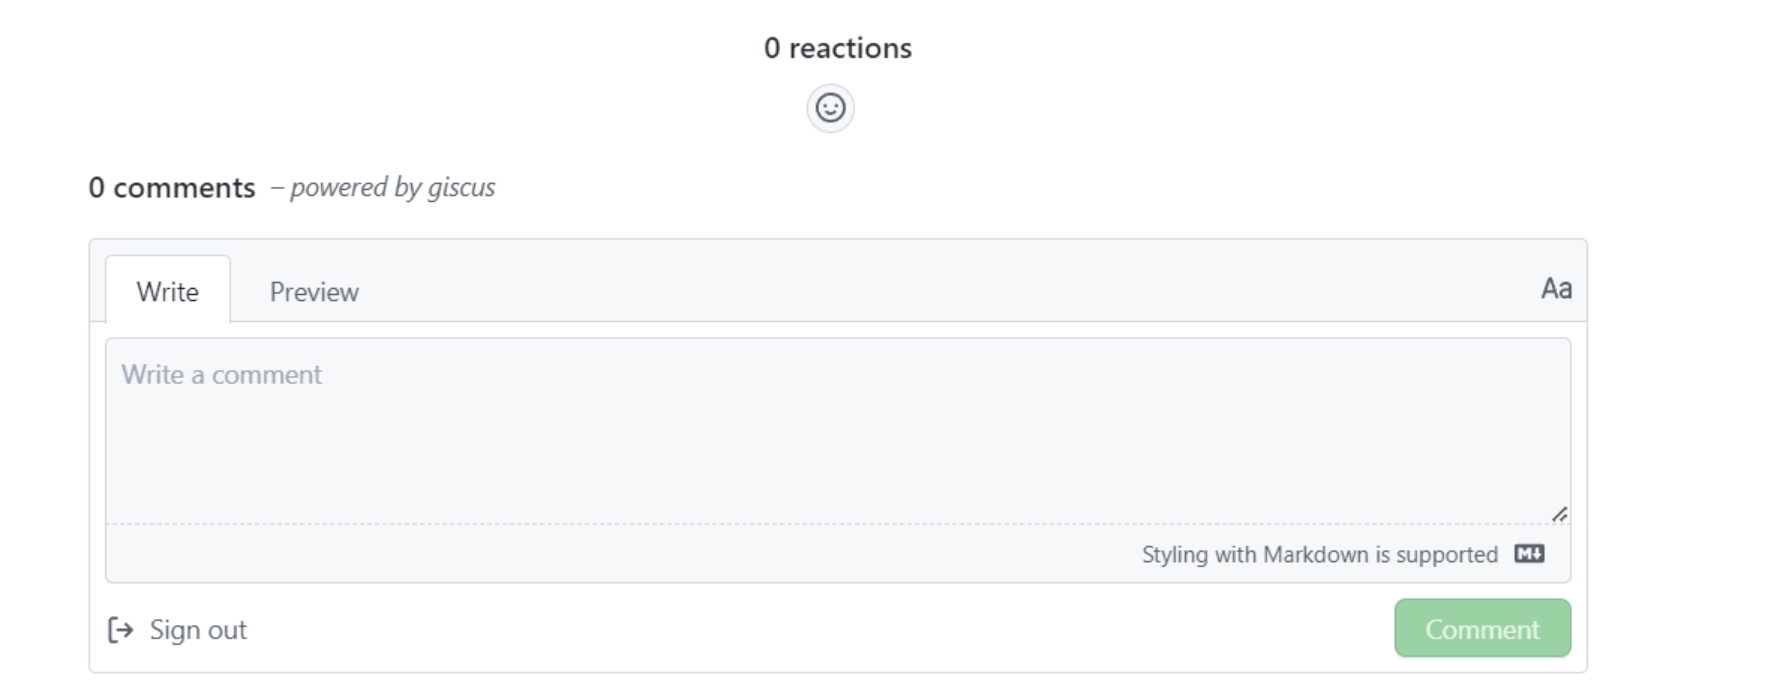 0 reactions
0 comments – powered by giscus
Write Preview Aa
Write a comment
Styling with Markdown is supported M↓
Sign out Comment